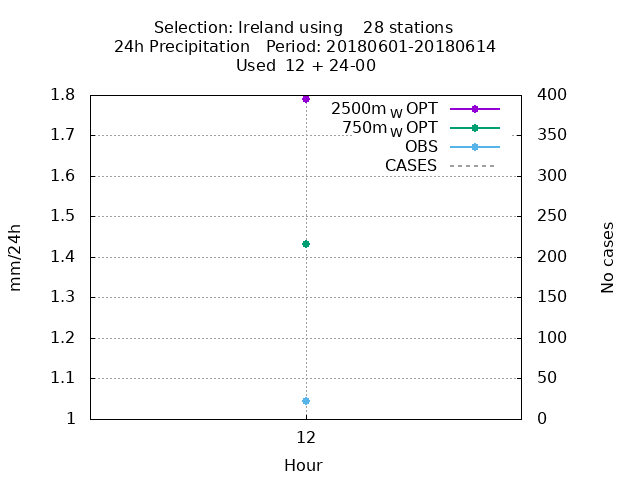 Selection: Ireland using 28 stations
24h Precipitation Period: 20180601-20180614
Used 12 + 24-00
1.8
1.7
1.6
1.5
1.4
1.3
1.2
1.1
1
mm/24h
2500m W OPT
750m W OPT
OBS
CASES
400
350
300
250
200
150
100
50
0
No cases
12
Hour